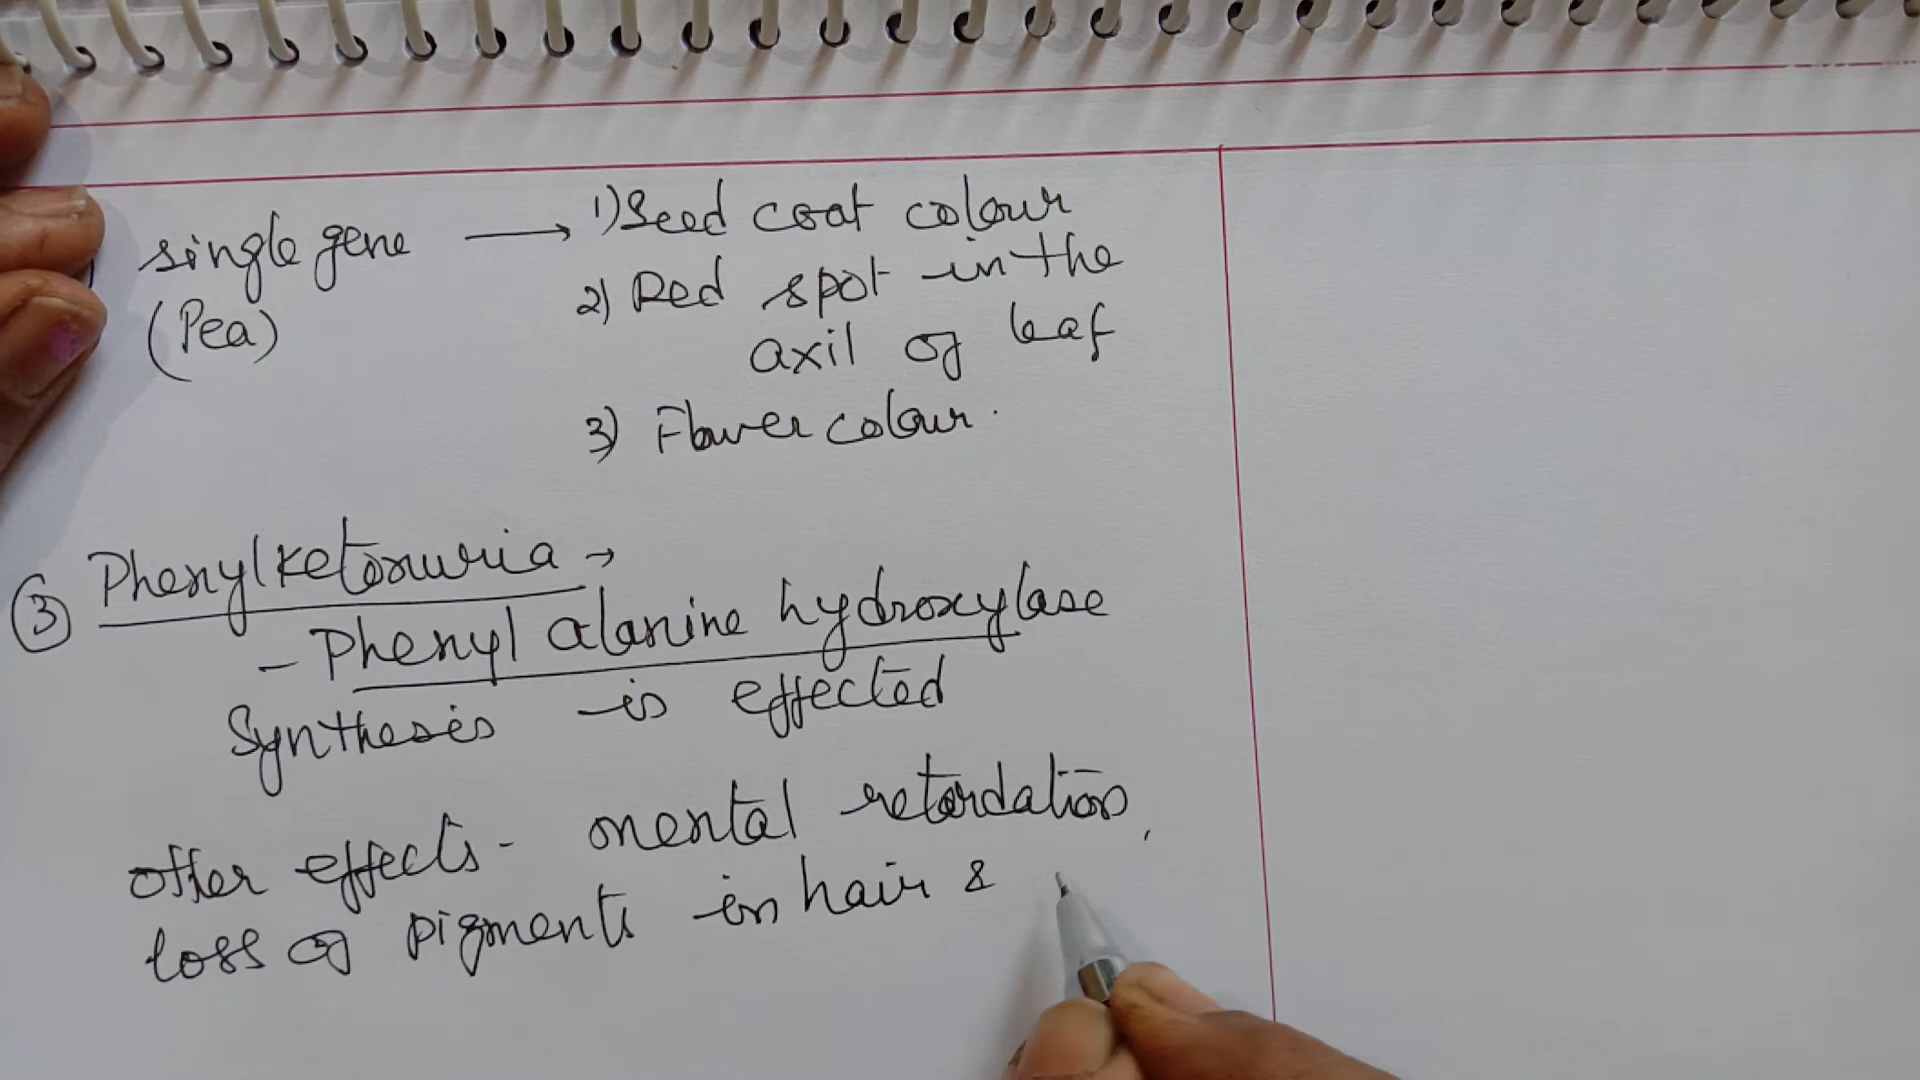 single gene → 1) Seed coat colour
(Pea)
2) Red spot in the
axil of leaf
3) Flower colour.
③ Phenylketonuria →
- Phenyl alanine hydroxylase
Synthesis is effected
Other effects - mental retardation,
loss of pigments in hair &